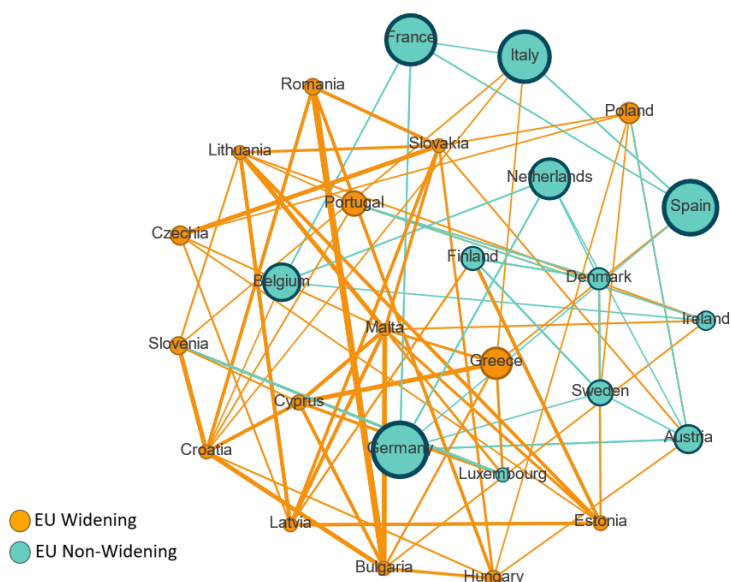 France
Italy
Romania
Poland
Lithuania
Slovakia
Netherlands
Portugal
Spain
Czechia
Finland
Belgium
Denmark
Ireland
Malta
Slovenia
Greece
Sweden
Cyprus
Austria
Croatia
Germany
Luxembourg
EU Widening
Latvia
Estonia
EU Non-Widening
Bulgaria
Hungary